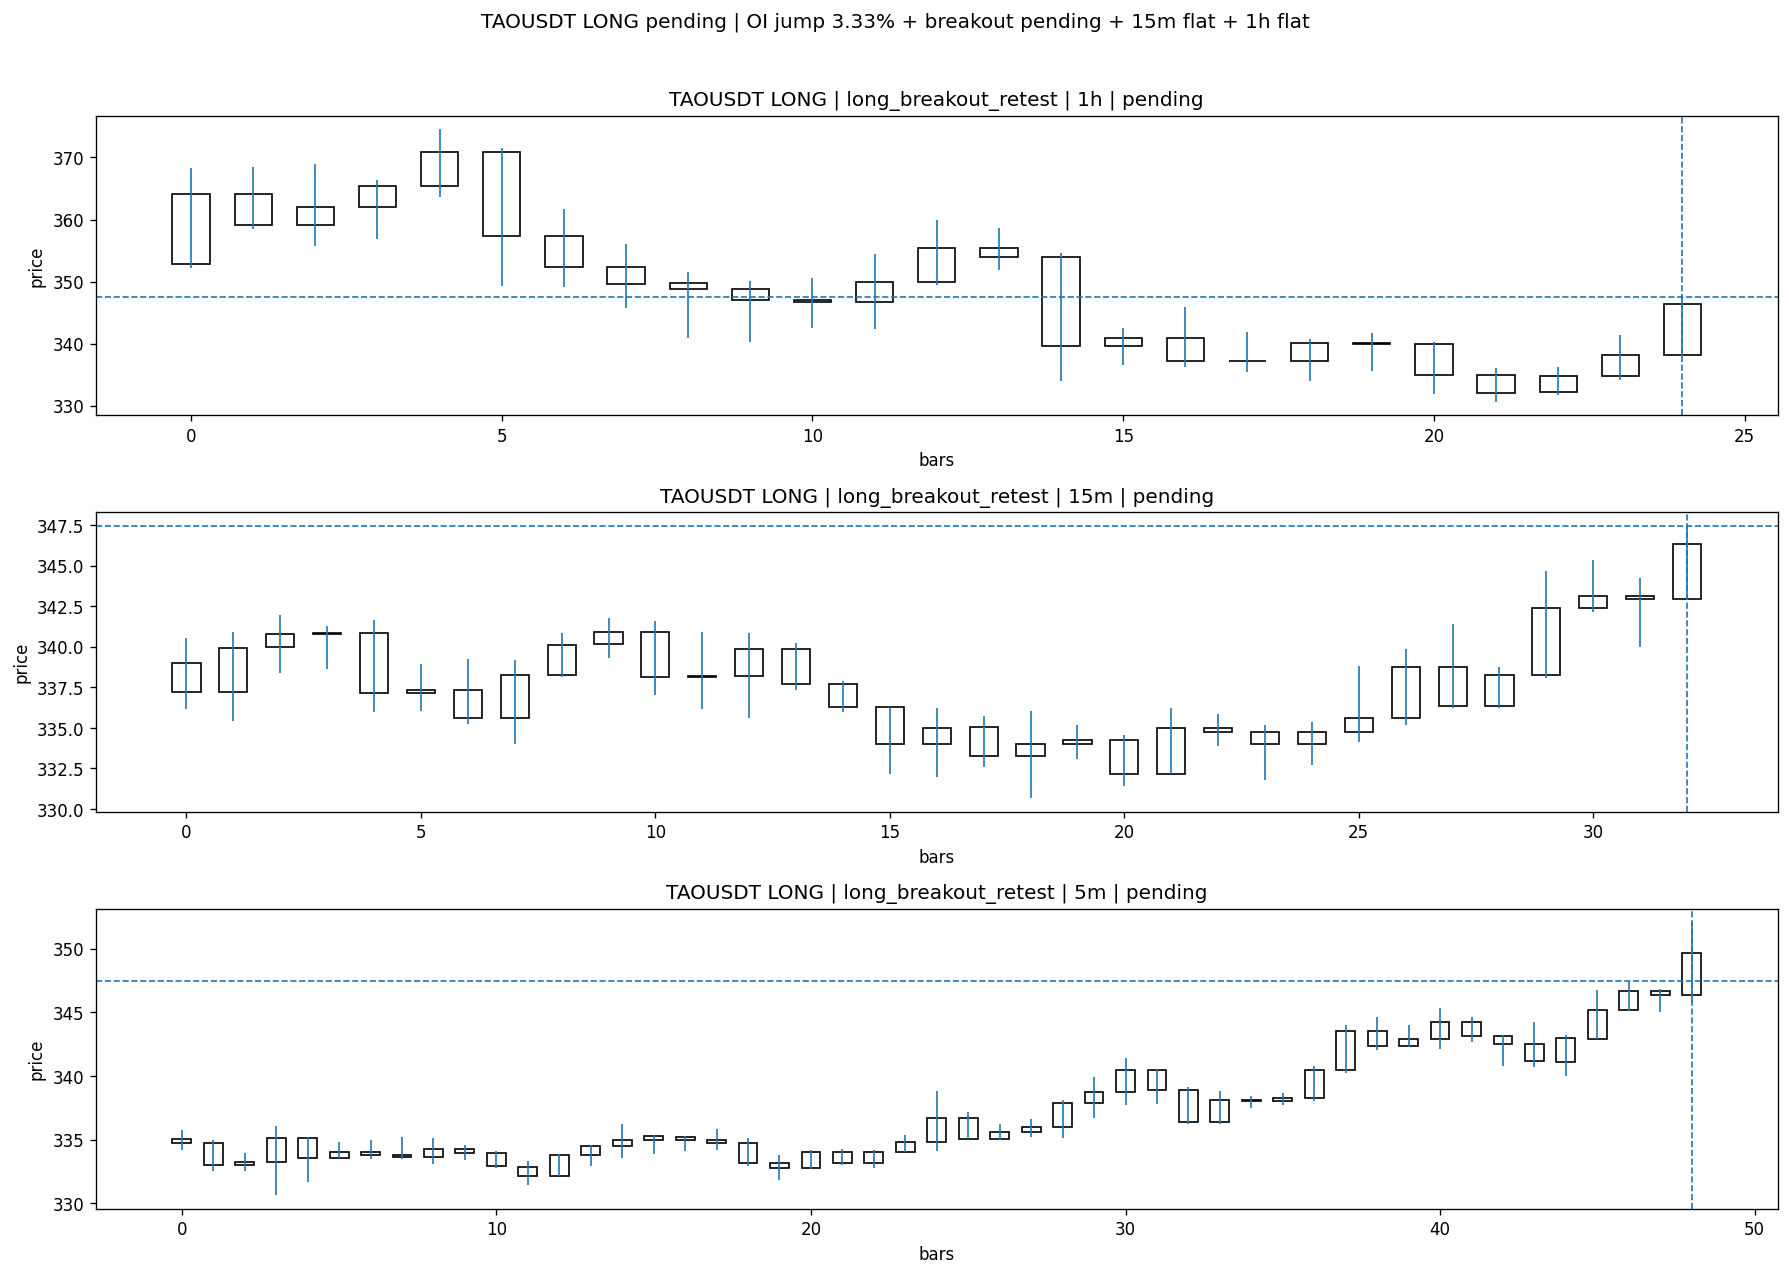 TAOUSDT LONG pending | OI jump 3.33% + breakout pending + 15m flat + 1h flat
TAOUSDT LONG | long_breakout_retest | 1h | pending
price
370
360
350
340
330
0 5 10 15 20 25
bars
TAOUSDT LONG | long_breakout_retest | 15m | pending
price
347.5
345.0
342.5
340.0
337.5
335.0
332.5
330.0
0 5 10 15 20 25 30
bars
TAOUSDT LONG | long_breakout_retest | 5m | pending
price
350
345
340
335
330
0 10 20 30 40 50
bars